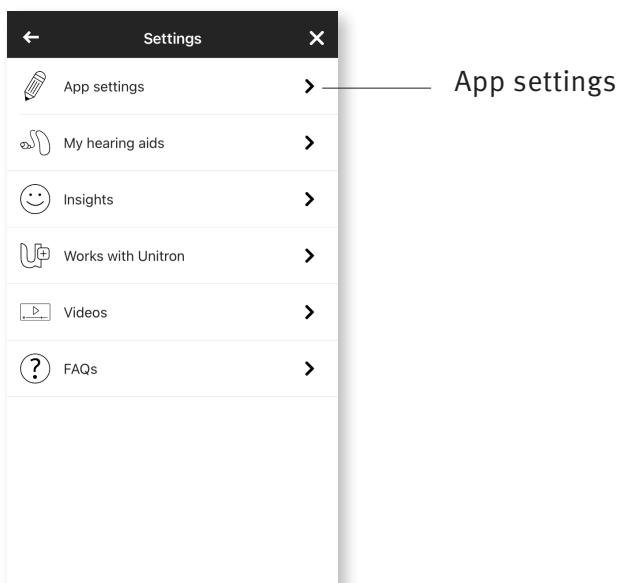 Settings
App settings
App settings
My hearing aids
Insights
Works with Unitron
Videos
? FAQs